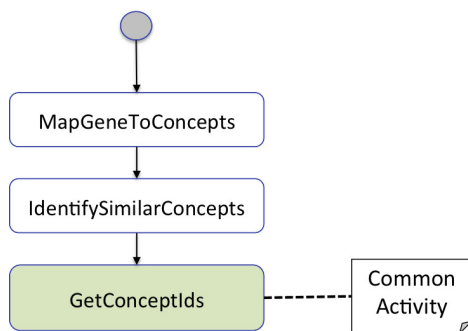 MapGeneToConcepts
IdentifySimilarConcepts
GetConceptIds
Common
Activity